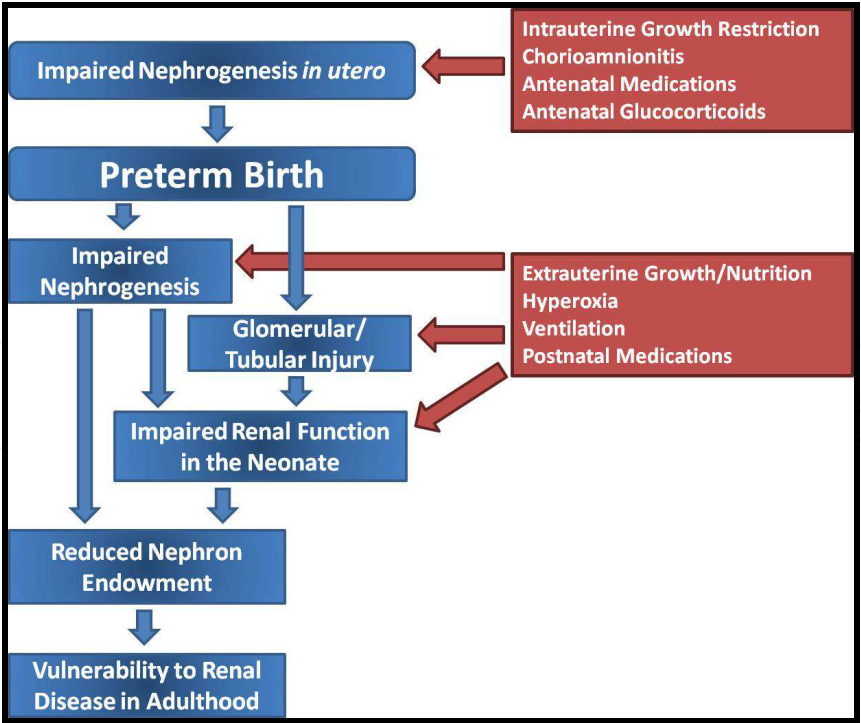 Intrauterine Growth Restriction
Chorioamnionitis
Antenatal Medications
Antenatal Glucocorticoids
Impaired Nephrogenesis in utero
Preterm Birth
Impaired
Nephrogenesis
Extrauterine Growth/Nutrition
Hyperoxia
Ventilation
Postnatal Medications
Glomerular/
Tubular Injury
Impaired Renal Function
in the Neonate
Reduced Nephron
Endowment
Vulnerability to Renal
Disease in Adulthood